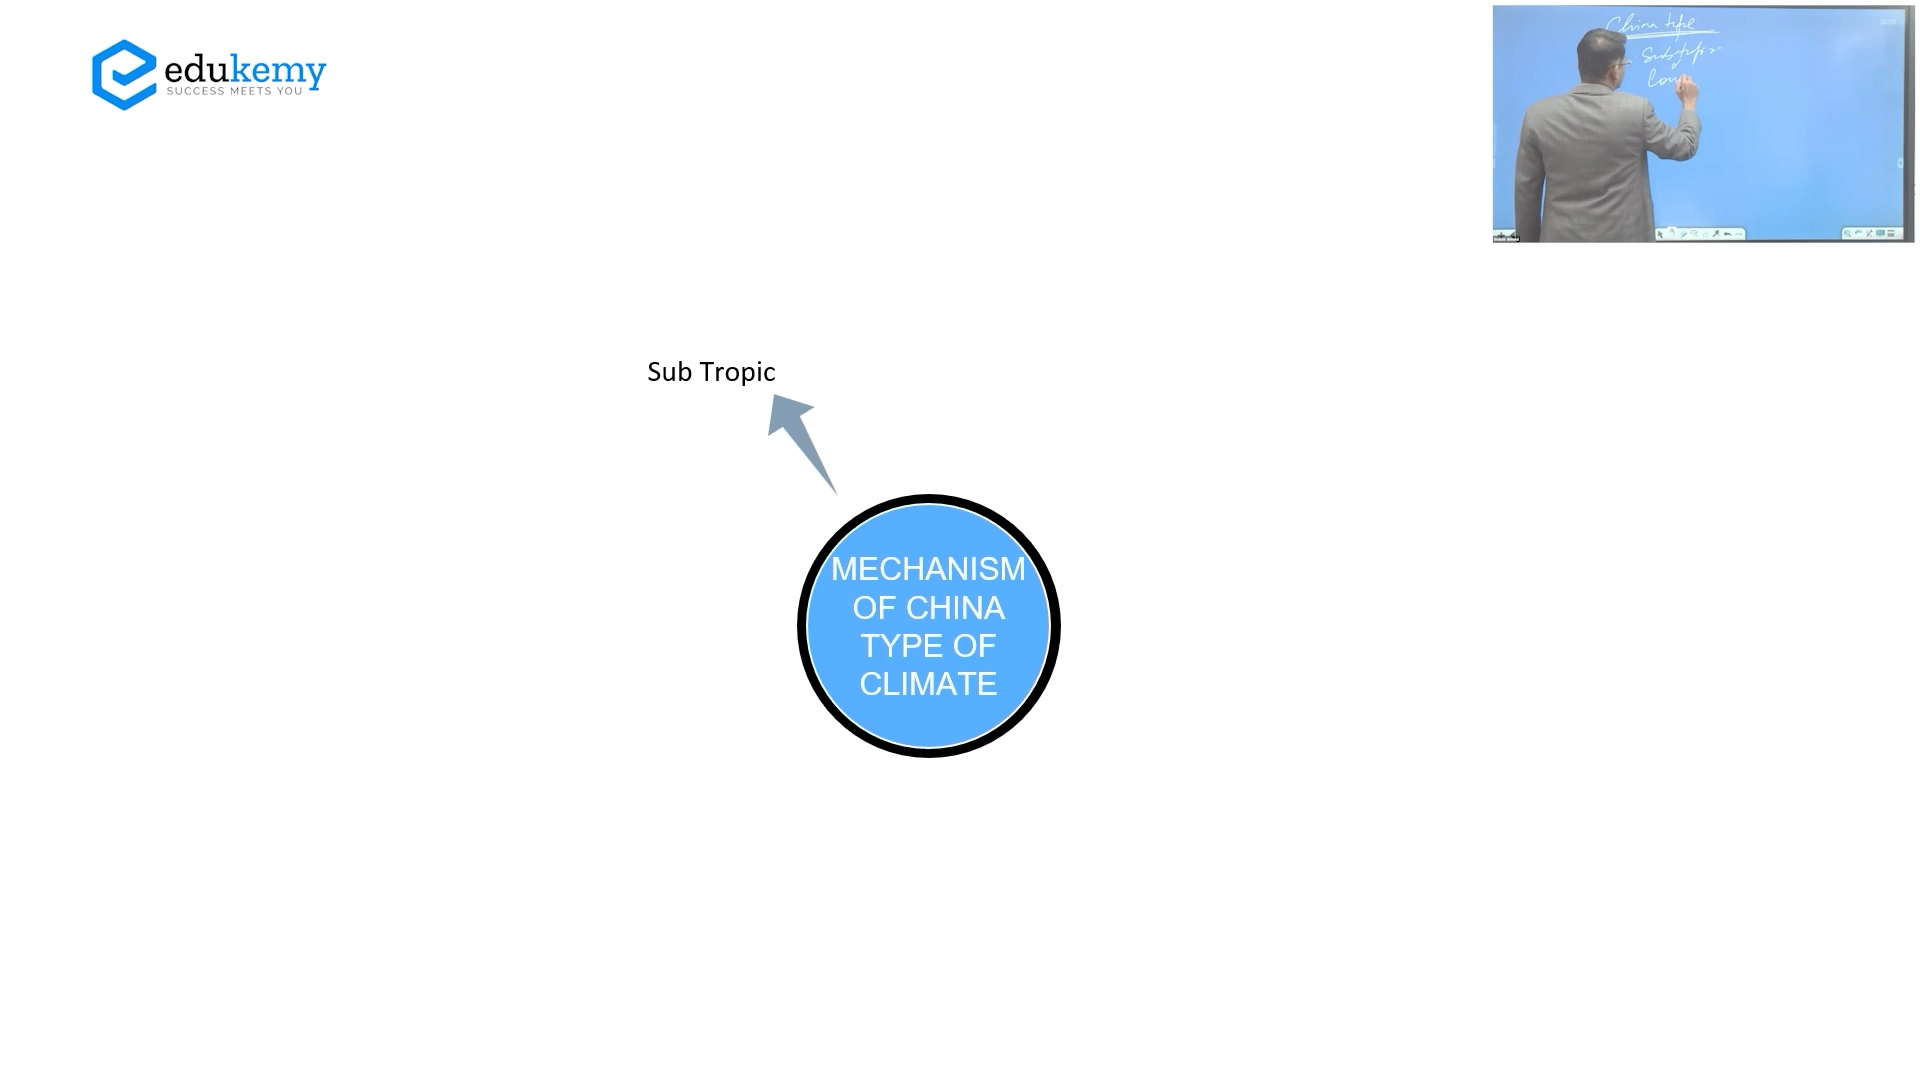 edukemy
SUCCESS MEETS YOU
China type
Sub Tropic
MECHANISM
OF CHINA
TYPE OF
CLIMATE